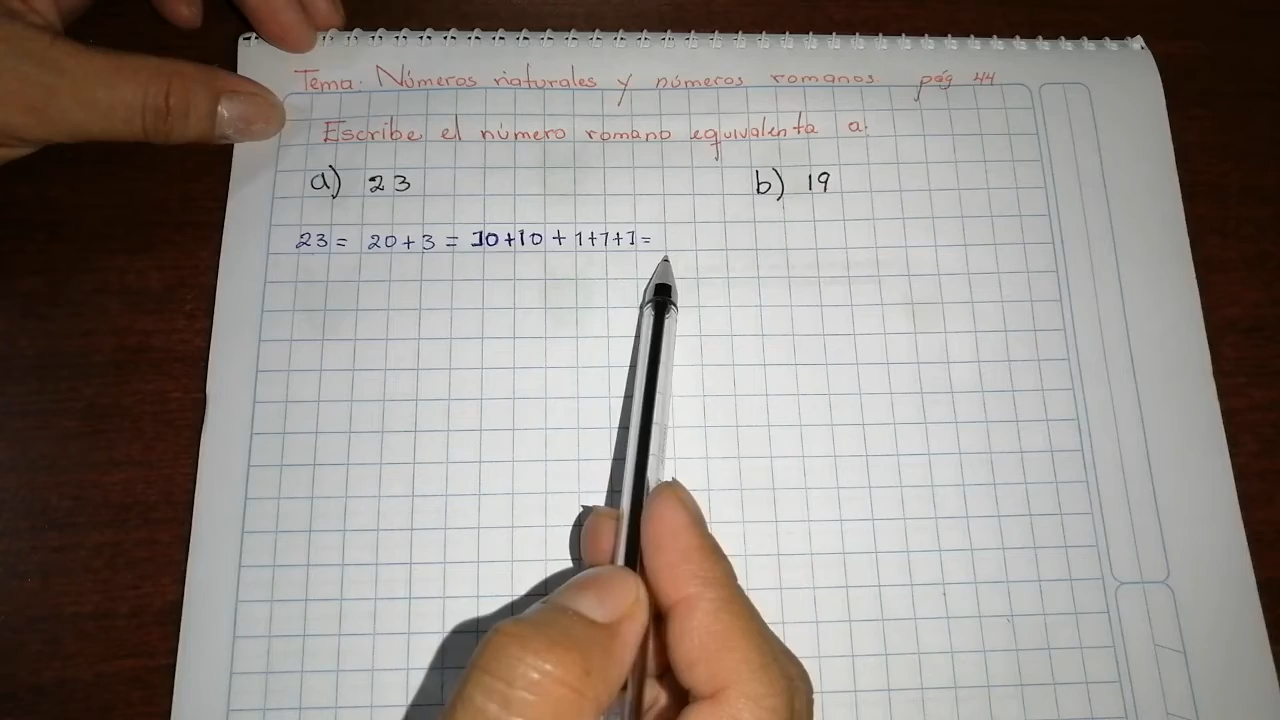 Tema: Números naturales y números romanos pág 44
Escribe el número romano equivalenta a:
a) 23 b) 19
23 = 20+3 = 10+10 + 1+1+1=